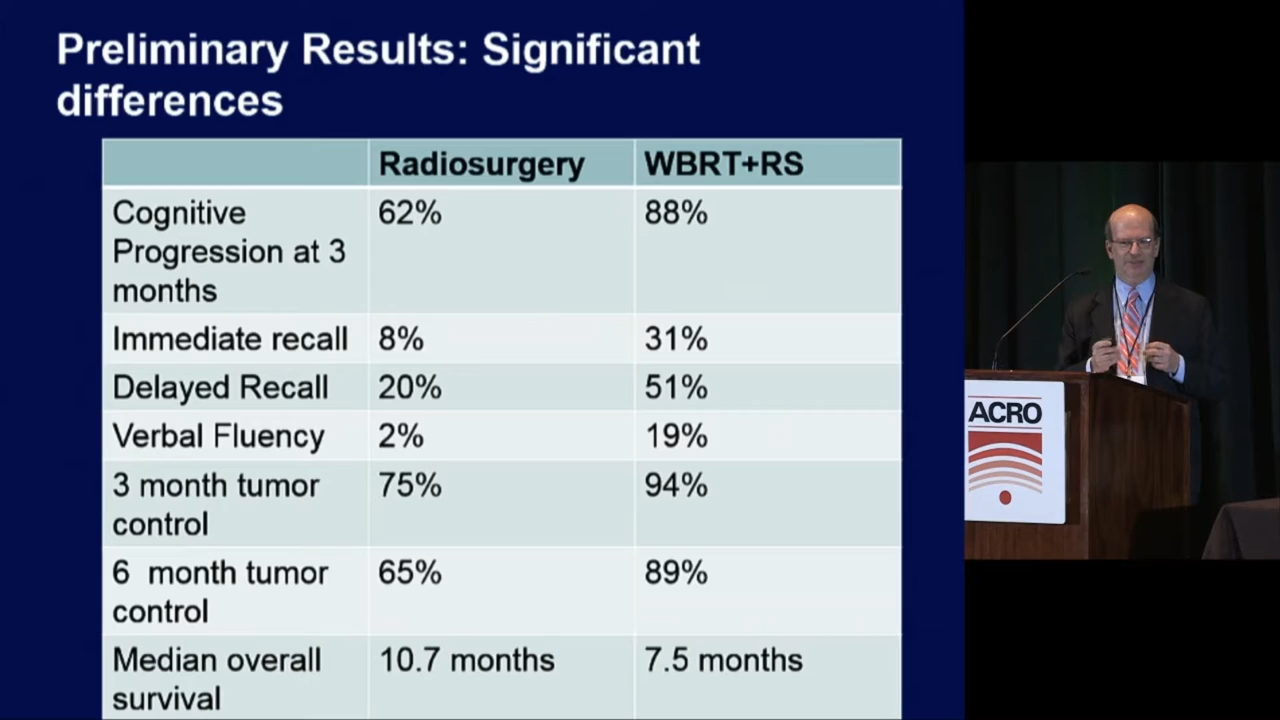 Preliminary Results: Significant
differences
Radiosurgery WBRT+RS
Cognitive 62% 88%
Progression at 3
months
Immediate recall 8% 31%
Delayed Recall 20% 51%
Verbal Fluency 2% 19%
3 month tumor 75% 94%
control
6 month tumor 65% 89%
control
Median overall 10.7 months 7.5 months
survival
ACRO